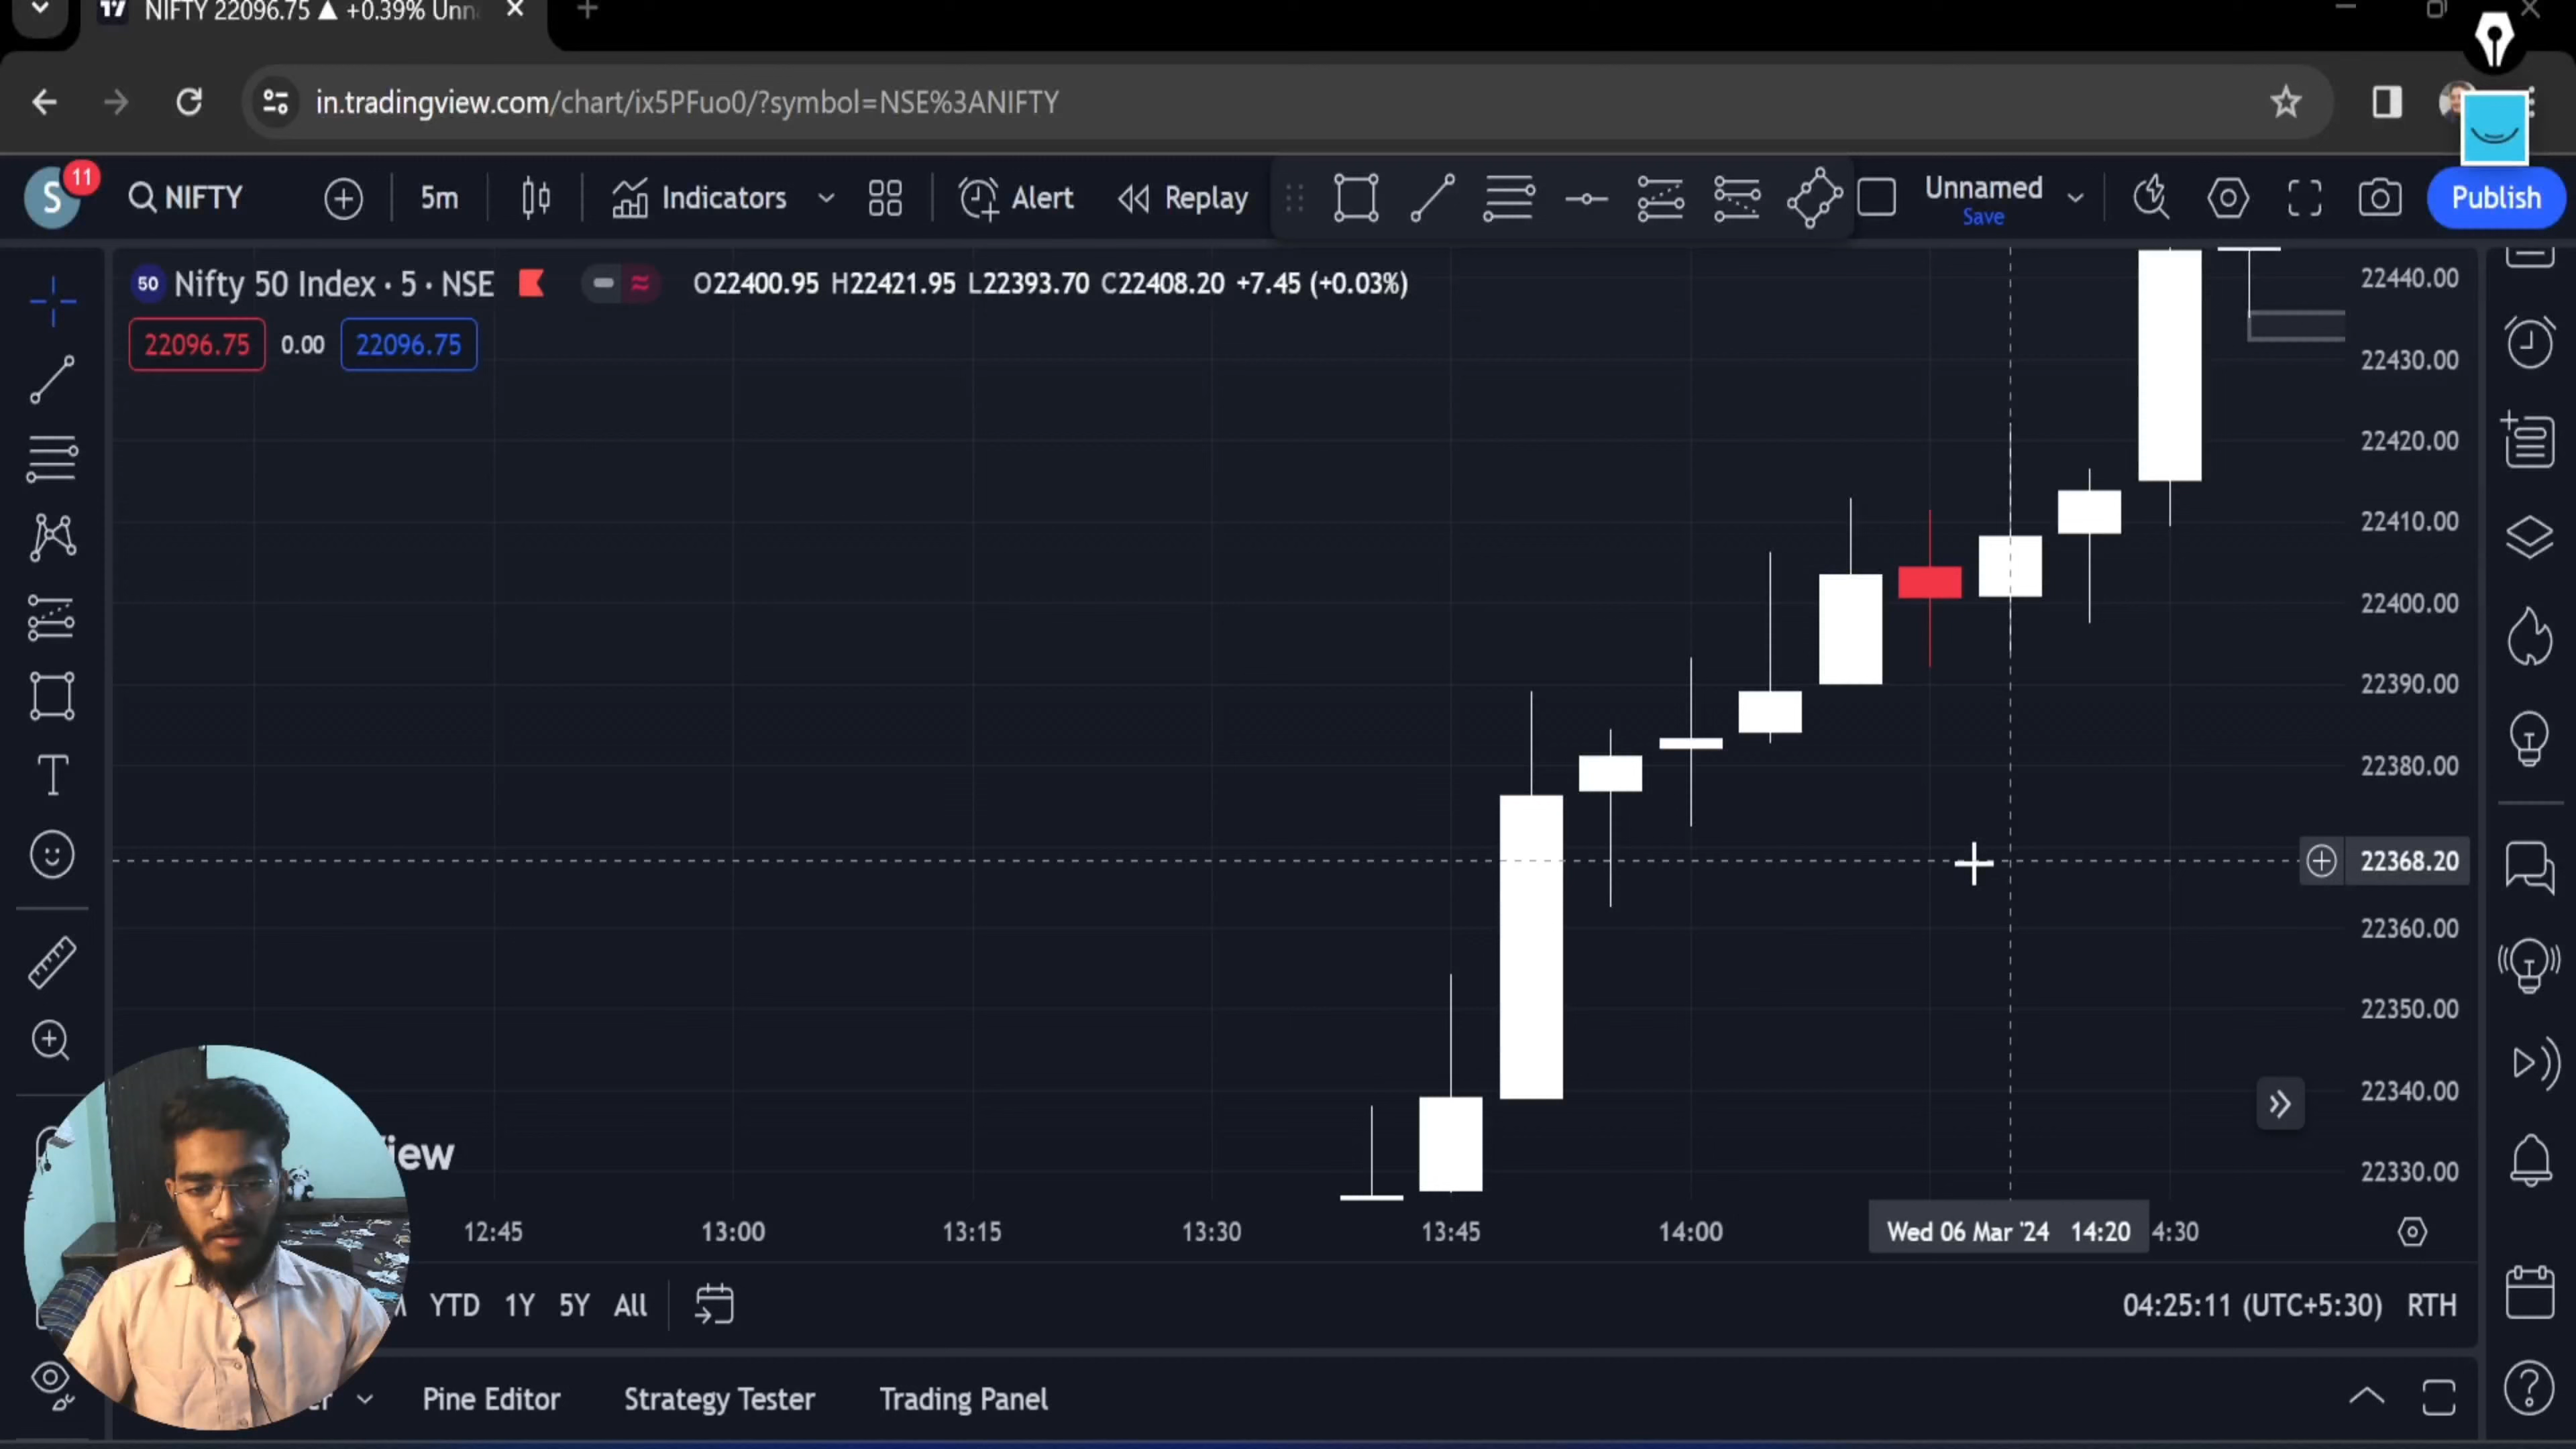 NIFTY 22096.75 ▲ +0.39% Unn
in.tradingview.com/chart/ix5PFuo0/?symbol=NSE%3ANIFTY
S 11 NIFTY 5m Indicators Alert Replay Unnamed Publish
Save
50 Nifty 50 Index · 5 · NSE O22400.95 H22421.95 L22393.70 C22408.20 +7.45 (+0.03%)
22096.75 0.00 22096.75
22440.00
22430.00
22420.00
22410.00
22400.00
22390.00
22380.00
22368.20
22360.00
22350.00
22340.00
22330.00
iew
12:45 13:00 13:15 13:30 13:45 14:00 Wed 06 Mar '24 14:20 4:30
YTD 1Y 5Y All 04:25:11 (UTC+5:30) RTH
Pine Editor Strategy Tester Trading Panel